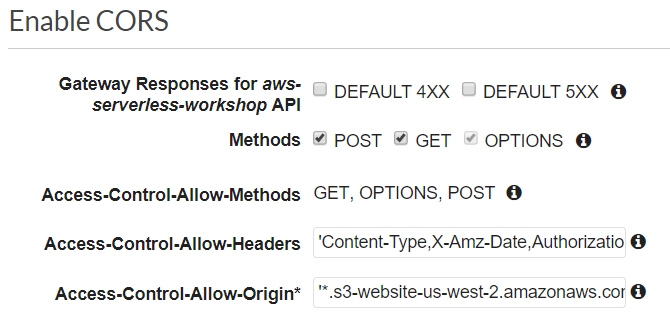 Enable CORS
Gateway Responses for aws-
serverless-workshop API
DEFAULT 4XX DEFAULT 5XX
Methods POST GET OPTIONS
Access-Control-Allow-Methods GET, OPTIONS, POST
Access-Control-Allow-Headers 'Content-Type,X-Amz-Date,Authorizatio
Access-Control-Allow-Origin* '*.s3-website-us-west-2.amazonaws.com